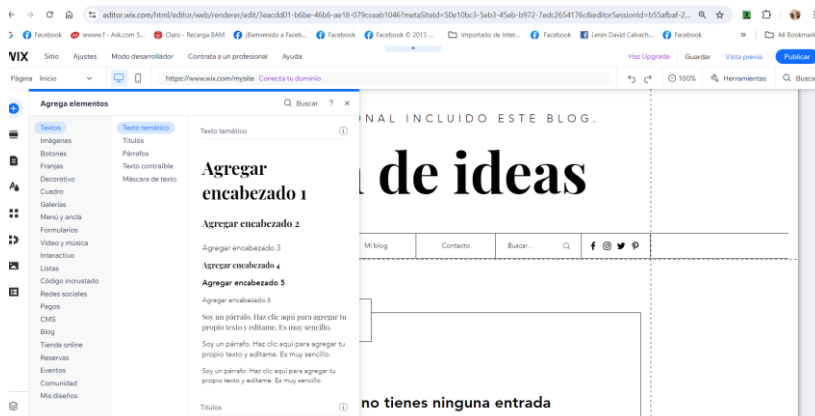 editor.wix.com/html/editor/web/renderer/edit/3eacdd01-b6be-46b6-ae18-079cceab1046?metaSiteId=50e10bc3-5eb3-45eb-b972-7edc2654176c&editorSessionId=b55afbaf-2...
Facebook wwww.f - Ask.com S... Claro - Recarga 8AM ¡Bienvenido a Faceb... Facebook Facebook © 2013 -... Importado de Inter... Facebook Lenin David Calvach... Facebook » All Bookmark
WIX Sitio Ajustes Modo desarrollador Contrata a un profesional Ayuda Haz Upgrade Guardar Vista previa Publicar
Página Inicio https://www.wix.com/mysite Conecta tu dominio 100% Herramientas Busca
Agrega elementos Buscar ? ×
Textos
Imágenes
Botones
Franjas
Decorativo
Cuadro
Galerías
Menú y ancla
Formularios
Video y música
Interactivo
Listas
Código incrustado
Redes sociales
Pagos
CMS
Blog
Tienda online
Reservas
Eventos
Comunidad
Mis diseños
Texto temático
Títulos
Párrafos
Texto contraíble
Máscara de texto
Texto temático
Agregar
encabezado 1
Agregar encabezado 2
Agregar encabezado 3
Agregar encabezado 4
Agregar encabezado 5
Agregar encabezado 6
Soy un párrafo. Haz clic aquí para agregar tu
propio texto y editame. Es muy sencillo.
Soy un párrafo. Haz clic aquí para agregar tu
propio texto y editame. Es muy sencillo.
Soy un párrafo. Haz clic aquí para agregar tu
propio texto y editame. Es muy sencillo.
Títulos
ONAL INCLUIDO ESTE BLOG.
de ideas
Mi blog Contacto Buscar...
no tienes ninguna entrada